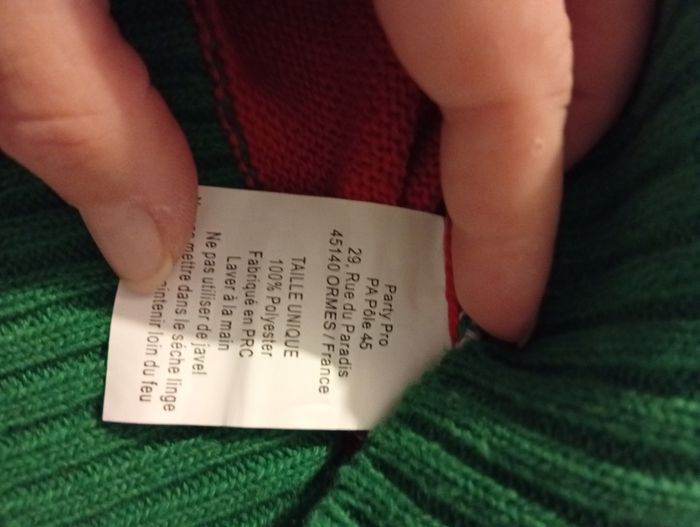 Party Pro
PA Pôle 45
29, Rue du Paradis
45140 ORMES / France
TAILLE UNIQUE
100% Polyester
Fabriqué en PRC
Laver à la main
Ne pas utiliser de javel
mettre dans le sèche linge
loin du feu